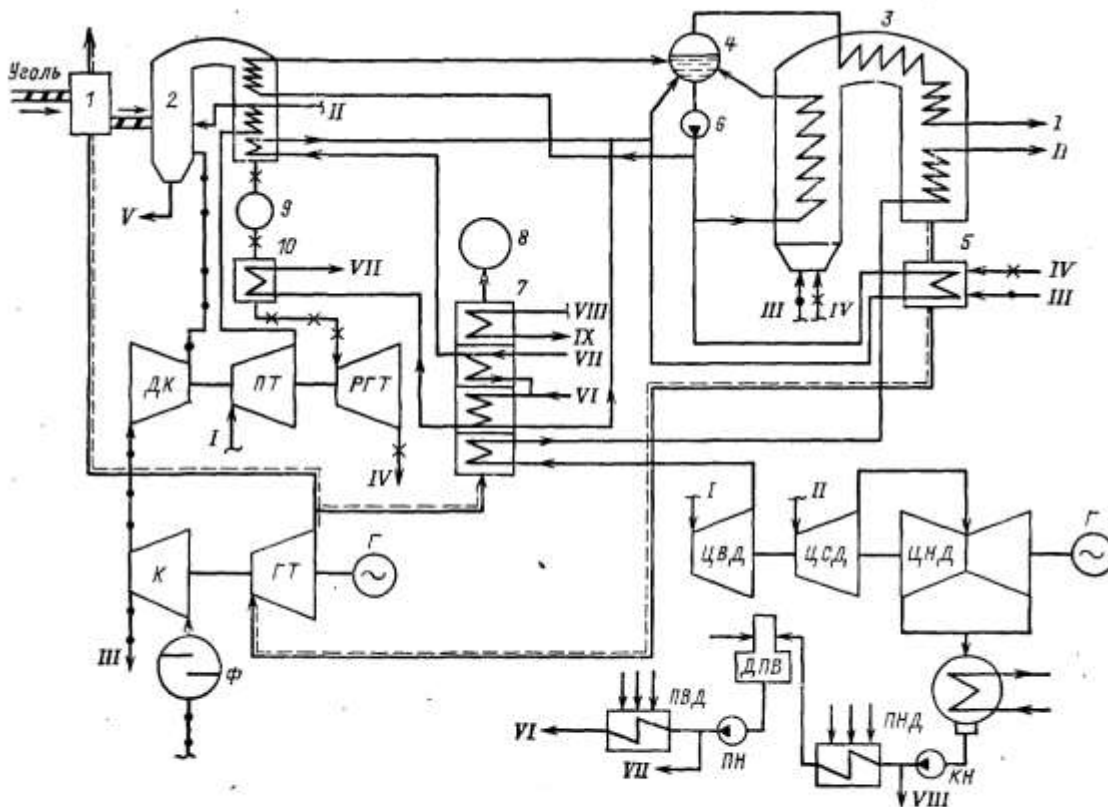 Уголь
1
2
3
4
II
6
I
II
V
9
8
5
10
VII
7
IV
III
VIII
III
IV
IX
VII
ДК
ПТ
РГТ
VI
I
IV
I
II
Г
ЦВД
ЦСД
ЦНД
Г
К
ГТ
III
Ф
ДПВ
ПВД
ПНД
VI
VII
ПН
КН
VIII